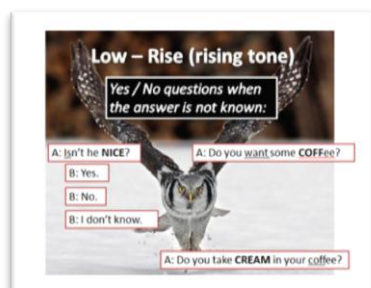 Low – Rise (rising tone)
Yes / No questions when
the answer is not known:
A: Isn't he NICE?
A: Do you want some COFFee?
B: Yes.
B: No.
B: I don't know.
A: Do you take CREAM in your coffee?